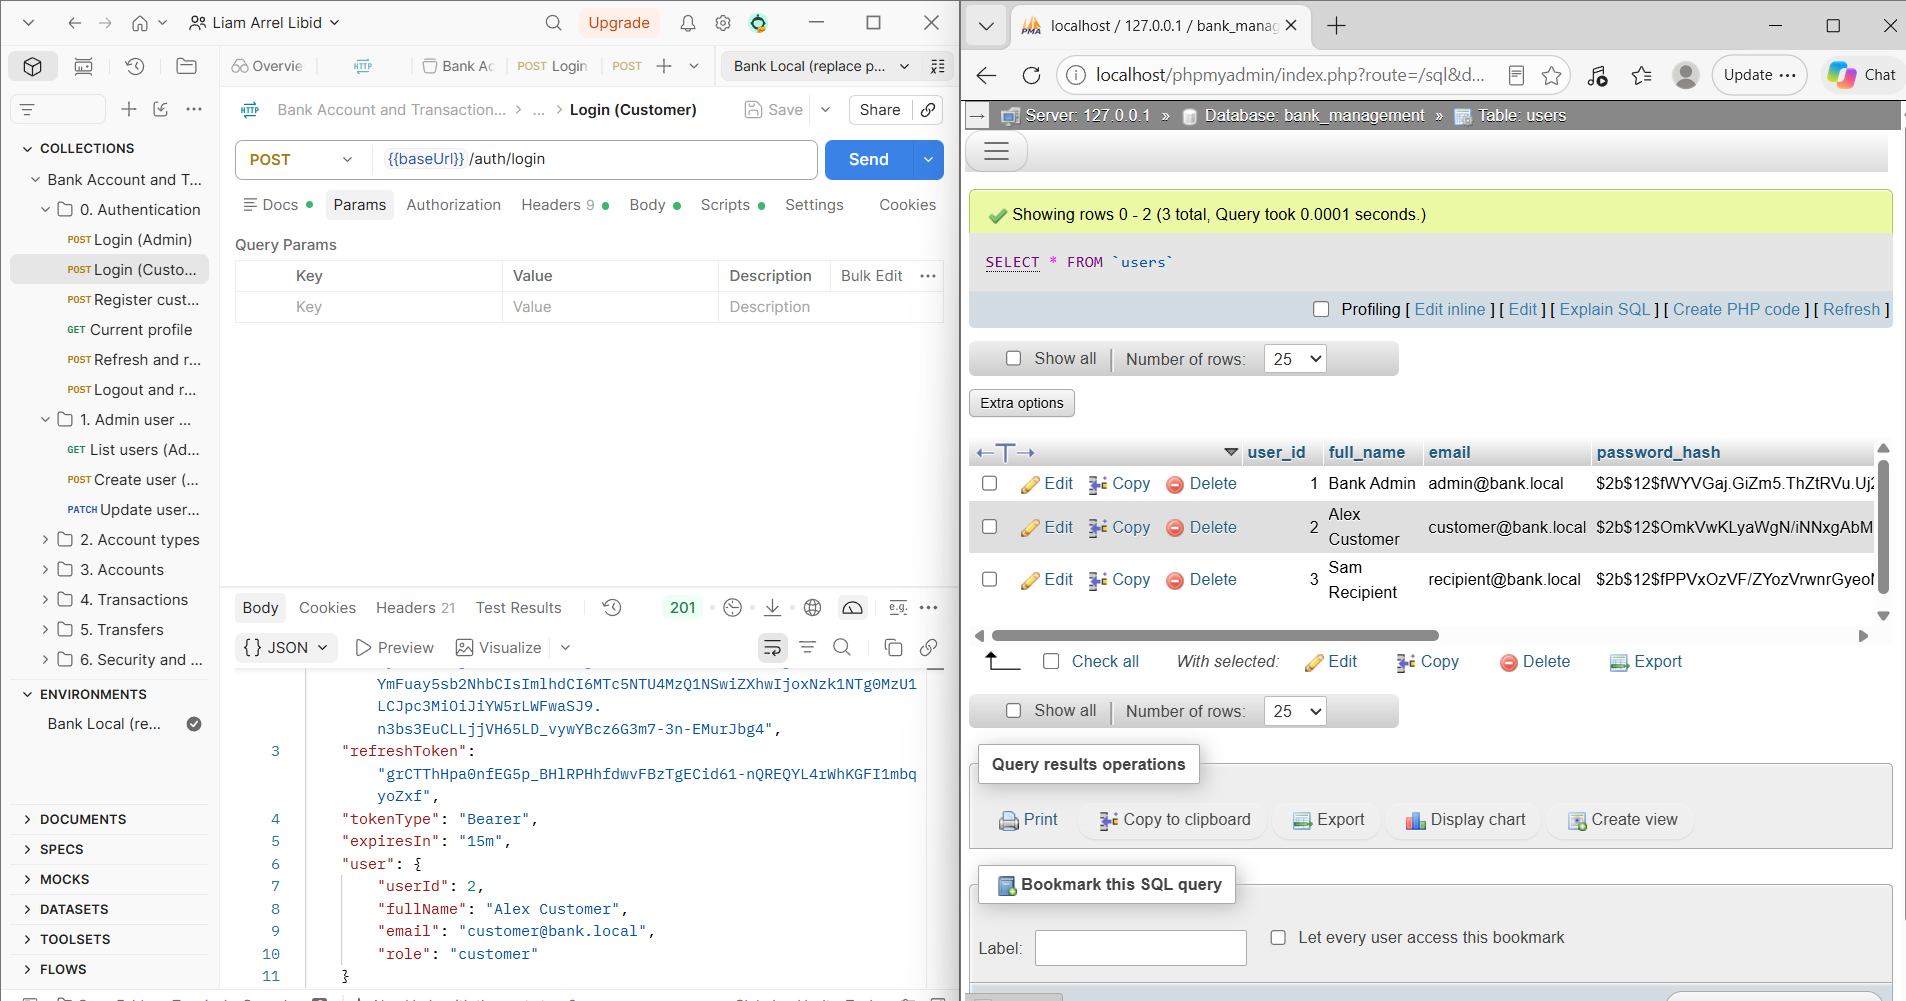 Liam Arrel Libid
Upgrade
Overvie
HTTP
Bank Ac
POST Login
POST
Bank Local (replace p...
HTTP
Bank Account and Transaction... > ... > Login (Customer)
Save
Share
COLLECTIONS
Bank Account and T...
0. Authentication
POST Login (Admin)
POST Login (Custo...
POST Register cust...
GET Current profile
POST Refresh and r...
POST Logout and r...
1. Admin user ...
GET List users (Ad...
POST Create user (...
PATCH Update user...
2. Account types
3. Accounts
4. Transactions
5. Transfers
6. Security and ...
ENVIRONMENTS
Bank Local (re...
DOCUMENTS
SPECS
MOCKS
DATASETS
TOOLSETS
FLOWS
POST
{{baseUrl}} /auth/login
Send
Docs
Params
Authorization
Headers 9
Body
Scripts
Settings
Cookies
Query Params
Key Value Description Bulk Edit ...
Key Value Description
Body Cookies Headers 21 Test Results
201
e.g.
{ } JSON
Preview
Visualize
YmFuay5sb2NhbCIsImlhdCI6MTc5NTU4MzQ1NSwiZXhwIjoxNzk1NTg0MzU1
LCJpc3MiOiJiYW5rLWFwaSJ9.
n3bs3EuCLLjjVH65LD_vywYBcz6G3m7-3n-EMurJbg4",
3 "refreshToken":
"grCTThHpa0nfEG5p_BHlRPHhfdwvFBzTgECid61-nQREQYL4rWhKGFI1mbq
yoZxf",
4 "tokenType": "Bearer",
5 "expiresIn": "15m",
6 "user": {
7 "userId": 2,
8 "fullName": "Alex Customer",
9 "email": "customer@bank.local",
10 "role": "customer"
11 }
PMA
localhost / 127.0.0.1 / bank_manag
localhost/phpmyadmin/index.php?route=/sql&d...
Update ...
Chat
Server: 127.0.0.1 » Database: bank_management » Table: users
Showing rows 0 - 2 (3 total, Query took 0.0001 seconds.)
SELECT * FROM `users`
Profiling [ Edit inline ] [ Edit ] [ Explain SQL ] [ Create PHP code ] [ Refresh ]
Show all | Number of rows: 25
Extra options
←T→ user_id full_name email password_hash
Edit Copy Delete 1 Bank Admin admin@bank.local $2b$12$fWYVGaj.GiZm5.ThZtRVu.Uj2
Edit Copy Delete 2 Alex Customer customer@bank.local $2b$12$OmkVwKLyaWgN/iNNxgAbM
Edit Copy Delete 3 Sam Recipient recipient@bank.local $2b$12$fPPVxOzVF/ZYozVrwnrGyeoI
Check all With selected: Edit Copy Delete Export
Show all | Number of rows: 25
Query results operations
Print Copy to clipboard Export Display chart Create view
Bookmark this SQL query
Label: Let every user access this bookmark